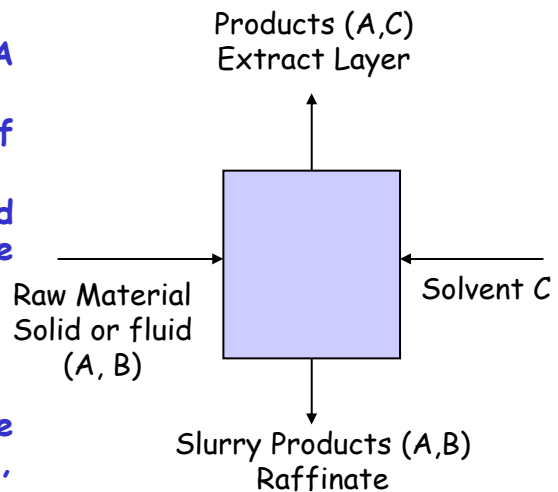 Products (A,C)
Extract Layer
A
f
d
e
Raw Material
Solid or fluid
(A, B)
Solvent C
e
,
Slurry Products (A,B)
Raffinate